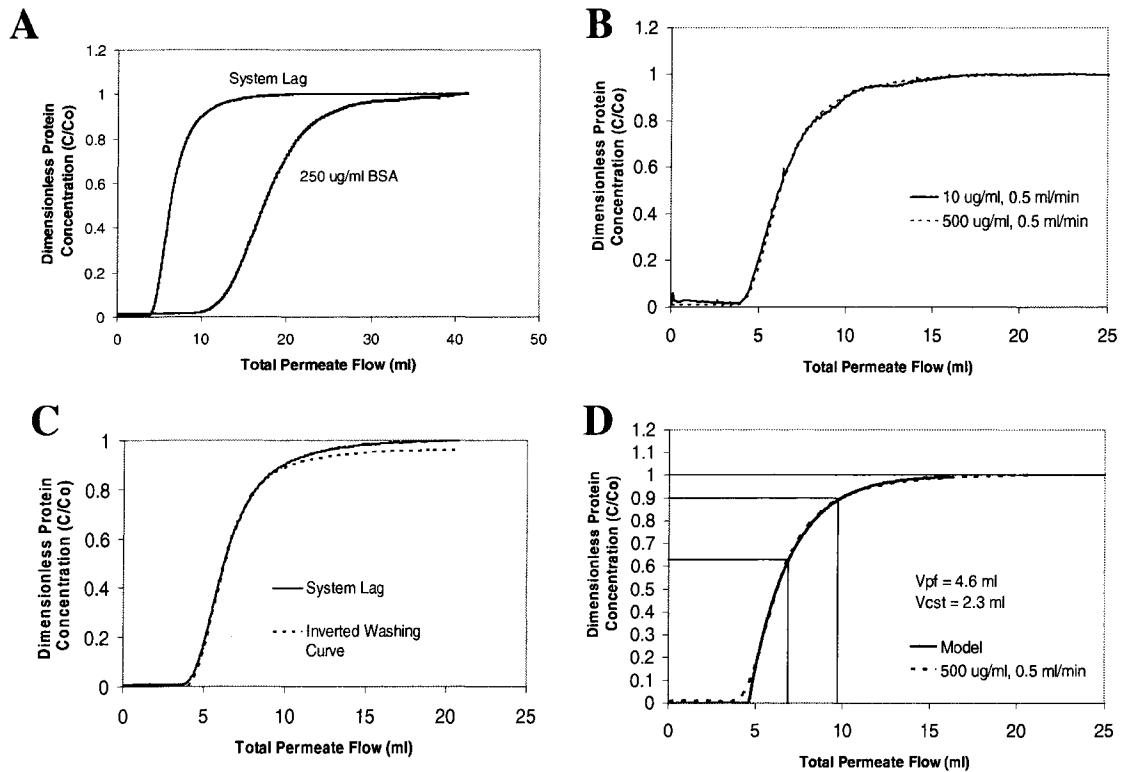 A
1.2
1
0.8
0.6
0.4
0.2
0
Dimensionless Protein
Concentration (C/Co)
System Lag
250 ug/ml BSA
0 10 20 30 40 50
Total Permeate Flow (ml)
B
1.2
1
0.8
0.6
0.4
0.2
0
Dimensionless Protein
Concentration (C/Co)
10 ug/ml, 0.5 ml/min
500 ug/ml, 0.5 ml/min
0 5 10 15 20 25
Total Permeate Flow (ml)
C
1
0.8
0.6
0.4
0.2
0
Dimensionless Protein
Concentration (C/Co)
System Lag
Inverted Washing
Curve
0 5 10 15 20 25
Total Permeate Flow (ml)
D
1.2
1.1
1
0.9
0.8
0.7
0.6
0.5
0.4
0.3
0.2
0.1
0
Dimensionless Protein
Concentration (C/Co)
Vpf = 4.6 ml
Vcst = 2.3 ml
Model
500 ug/ml, 0.5 ml/min
0 5 10 15 20 25
Total Permeate Flow (ml)